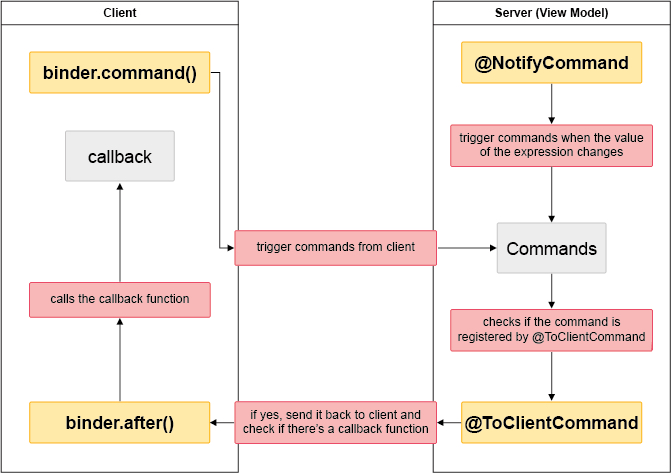 Client
Server (View Model)
binder.command()
@NotifyCommand
trigger commands when the value
of the expression changes
callback
trigger commands from client
Commands
calls the callback function
checks if the command is
registered by @ToClientCommand
binder.after()
if yes, send it back to client and
check if there's a callback function
@ToClientCommand